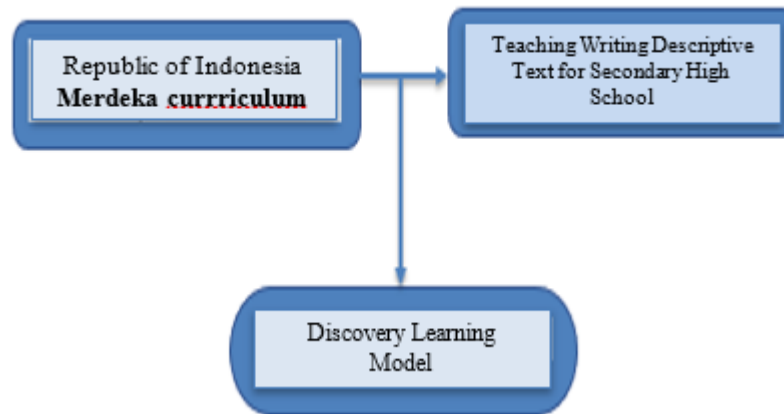 Republic of Indonesia
Merdeka currriculum
Teaching Writing Descriptive
Text for Secondary High
School
Discovery Learning
Model